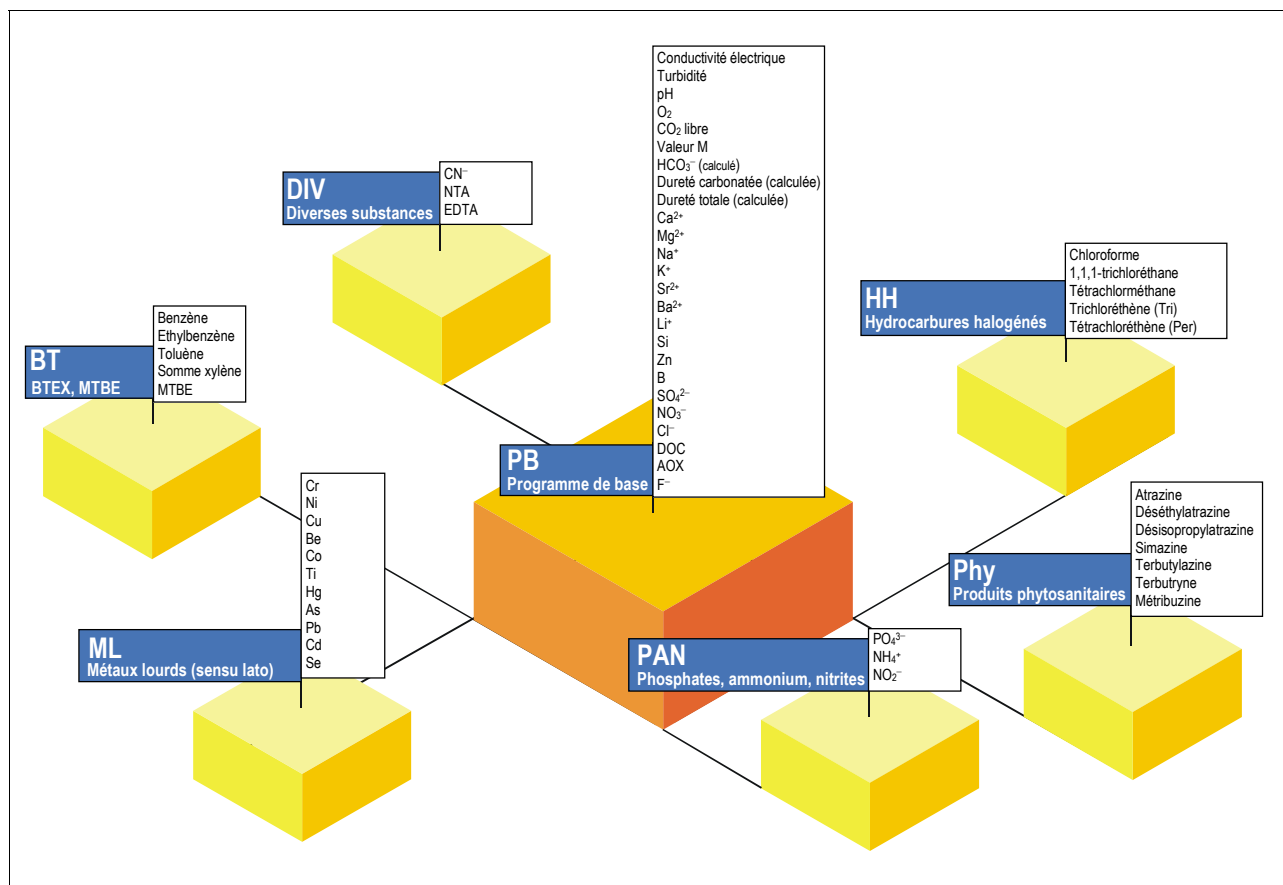 Conductivité électrique
Turbidité
pH
O₂
CO₂ libre
Valeur M
HCO₃⁻ (calculé)
Dureté carbonatée (calculée)
Dureté totale (calculée)
Ca²⁺
Mg²⁺
Na⁺
K⁺
Sr²⁺
Ba²⁺
Li⁺
Si
Zn
B
SO₄²⁻
NO₃⁻
Cl⁻
DOC
AOX
F⁻
PB
Programme de base
DIV
Diverses substances
CN⁻
NTA
EDTA
HH
Hydrocarbures halogénés
Chloroforme
1,1,1-trichloréthane
Tétrachlorméthane
Trichloréthène (Tri)
Tétrachloréthène (Per)
BT
BTEX, MTBE
Benzène
Ethylbenzène
Toluène
Somme xylène
MTBE
ML
Métaux lourds (sensu lato)
Cr
Ni
Cu
Be
Co
Ti
Hg
As
Pb
Cd
Se
Phy
Produits phytosanitaires
Atrazine
Déséthylatrazine
Désisopropylatrazine
Simazine
Terbutylazine
Terbutryne
Métribuzine
PAN
Phosphates, ammonium, nitrites
PO₄³⁻
NH₄⁺
NO₂⁻